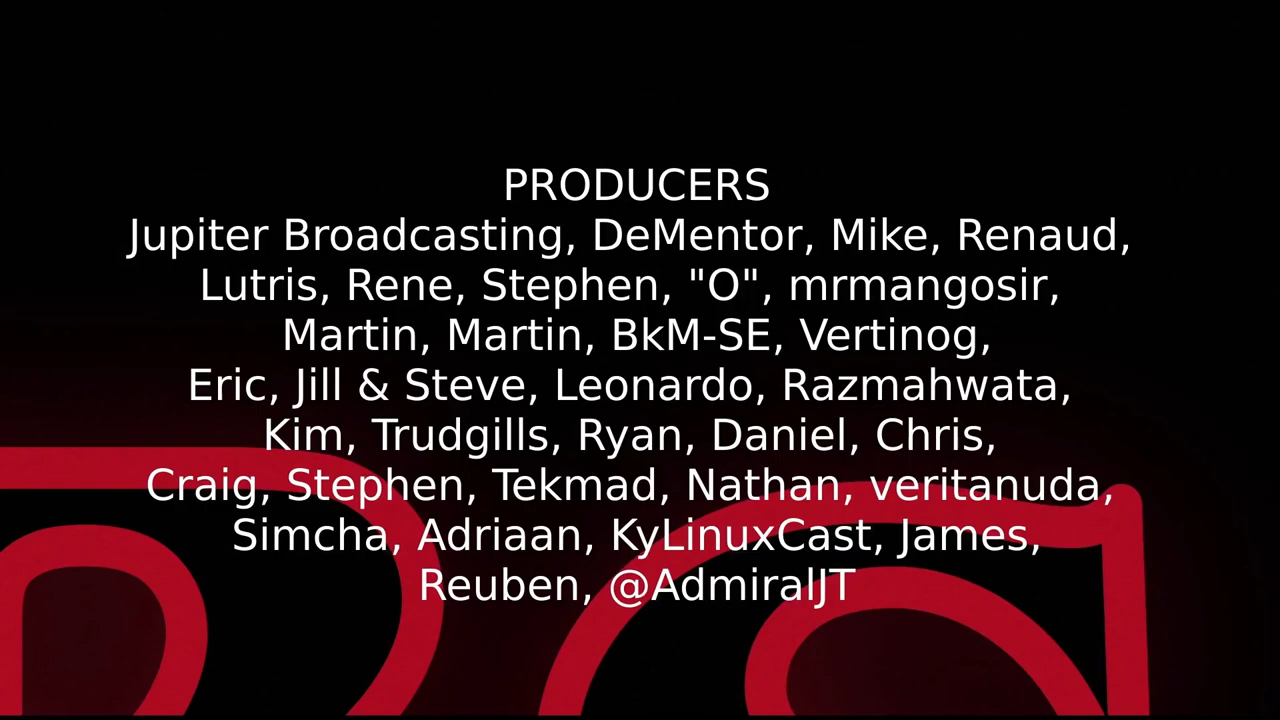 PRODUCERS
Jupiter Broadcasting, DeMentor, Mike, Renaud,
Lutris, Rene, Stephen, "O", mrmangosir,
Martin, Martin, BkM-SE, Vertinog,
Eric, Jill & Steve, Leonardo, Razmahwata,
Kim, Trudgills, Ryan, Daniel, Chris,
Craig, Stephen, Tekmad, Nathan, veritanuda,
Simcha, Adriaan, KyLinuxCast, James,
Reuben, @AdmiralJT